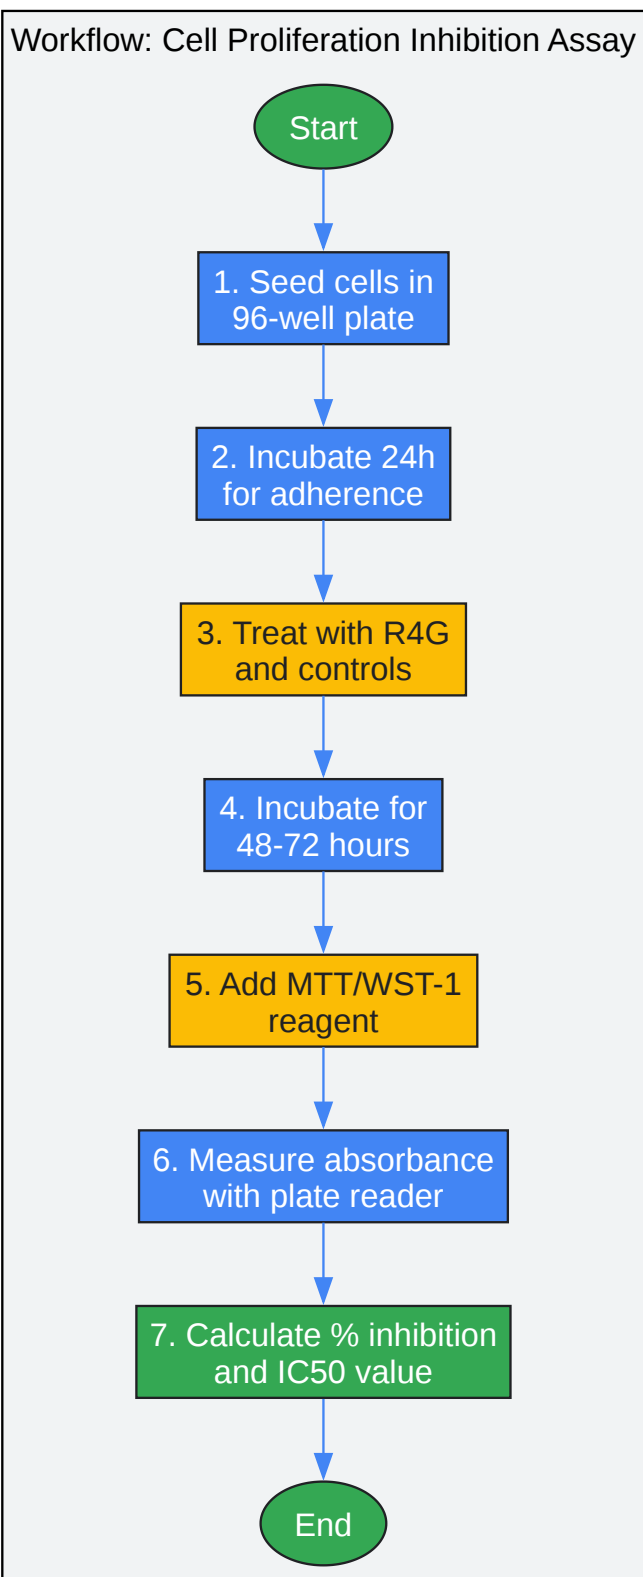 Workflow: Cell Proliferation Inhibition Assay
Start
1. Seed cells in
96-well plate
2. Incubate 24h
for adherence
3. Treat with R4G
and controls
4. Incubate for
48-72 hours
5. Add MTT/WST-1
reagent
6. Measure absorbance
with plate reader
7. Calculate % inhibition
and IC50 value
End